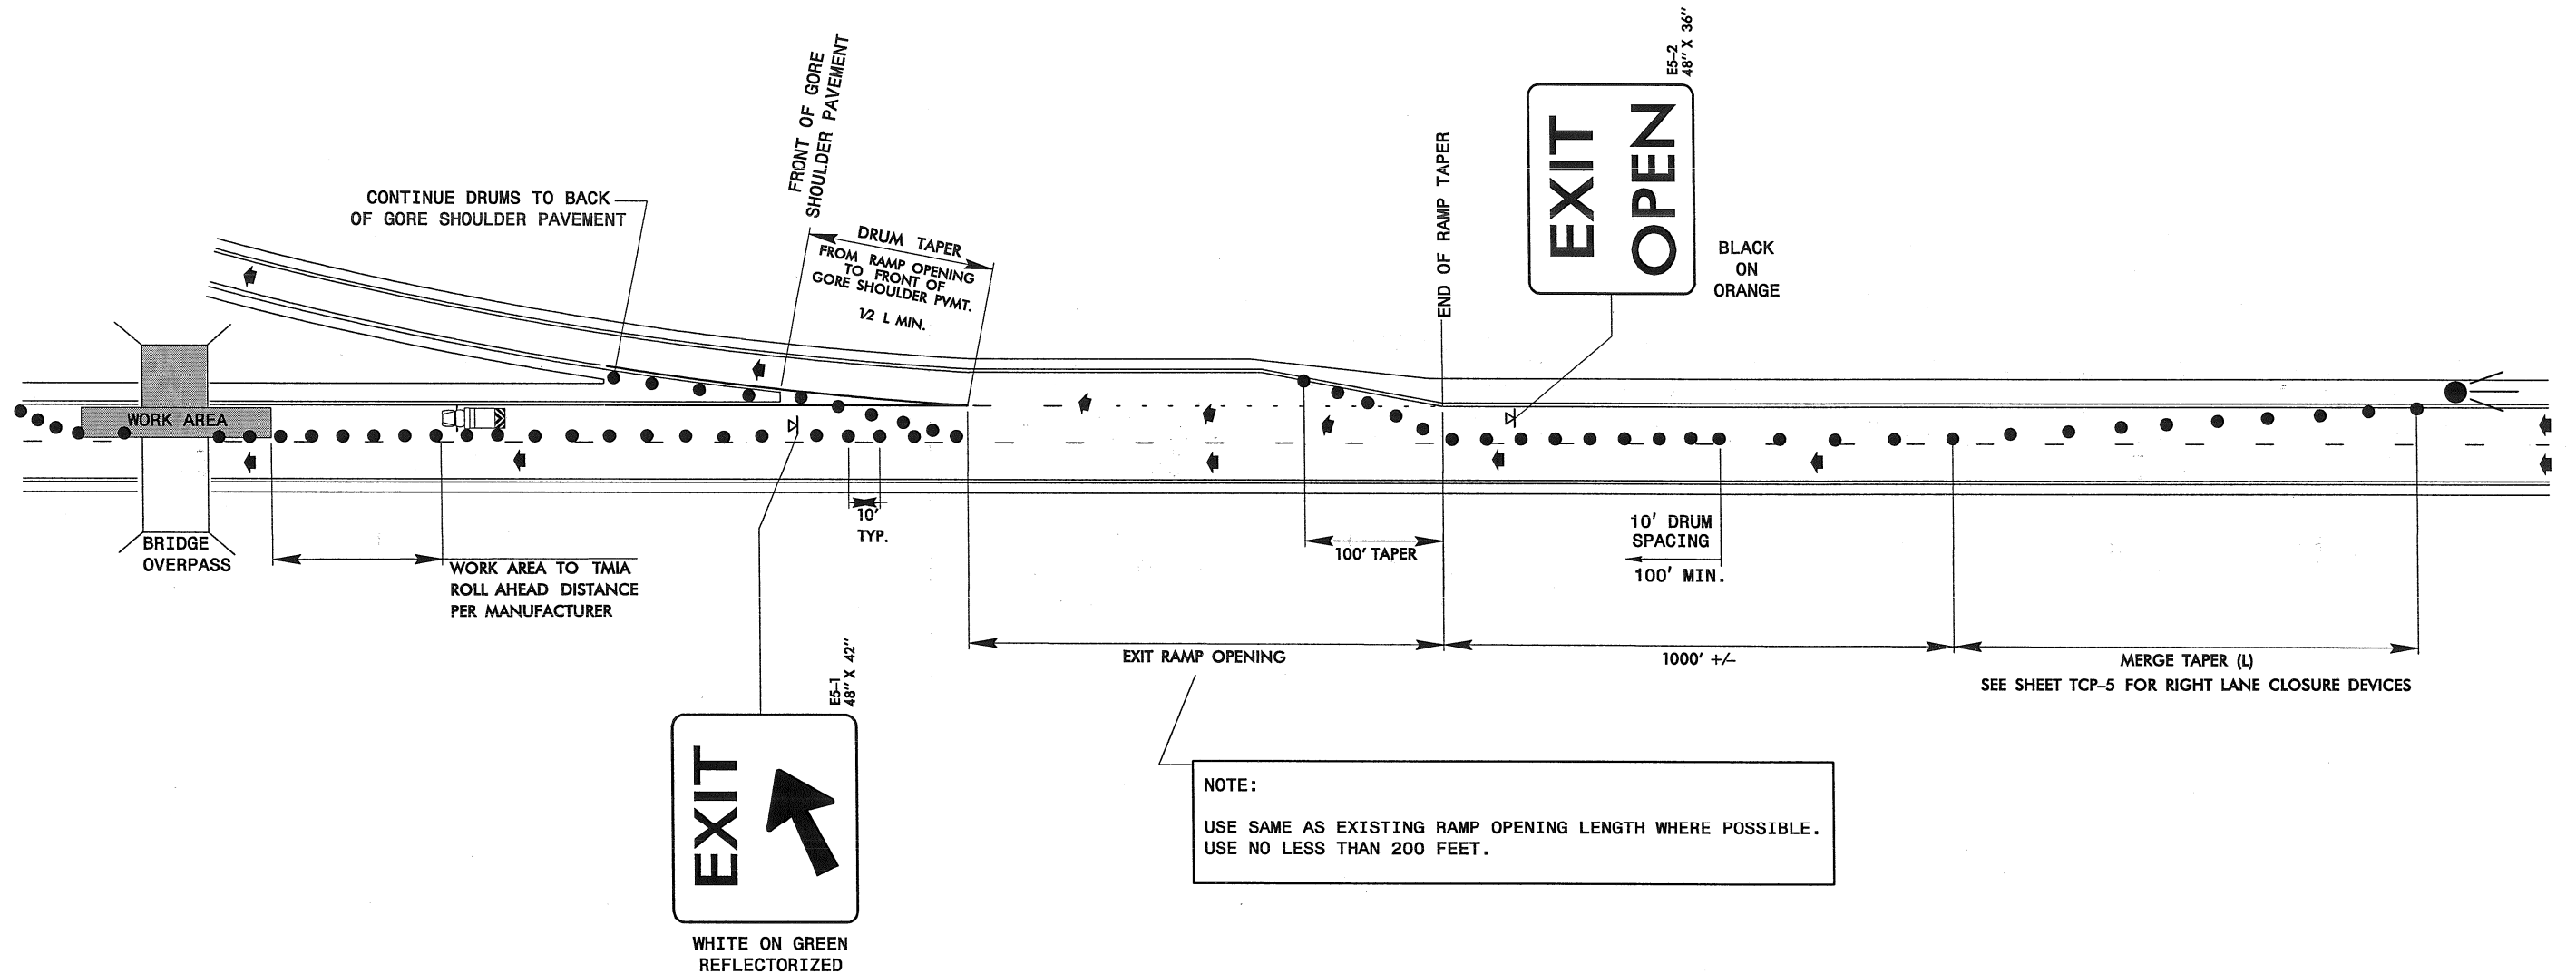 CONTINUE DRUMS TO BACK
OF GORE SHOULDER PAVEMENT
FRONT OF GORE
SHOULDER PAVEMENT
DRUM TAPER
FROM RAMP OPENING
TO FRONT OF
GORE SHOULDER PVMT.
1/2 L MIN.
END OF RAMP TAPER
E5-2
48" X 36"
EXIT
OPEN
BLACK
ON
ORANGE
WORK AREA
BRIDGE
OVERPASS
WORK AREA TO TMIA
ROLL AHEAD DISTANCE
PER MANUFACTURER
10'
TYP.
100' TAPER
10' DRUM
SPACING
100' MIN.
EXIT RAMP OPENING
1000' +/-
MERGE TAPER (L)
SEE SHEET TCP-5 FOR RIGHT LANE CLOSURE DEVICES
E5-1
48" X 42"
EXIT
WHITE ON GREEN
REFLECTORIZED
NOTE:
USE SAME AS EXISTING RAMP OPENING LENGTH WHERE POSSIBLE.
USE NO LESS THAN 200 FEET.